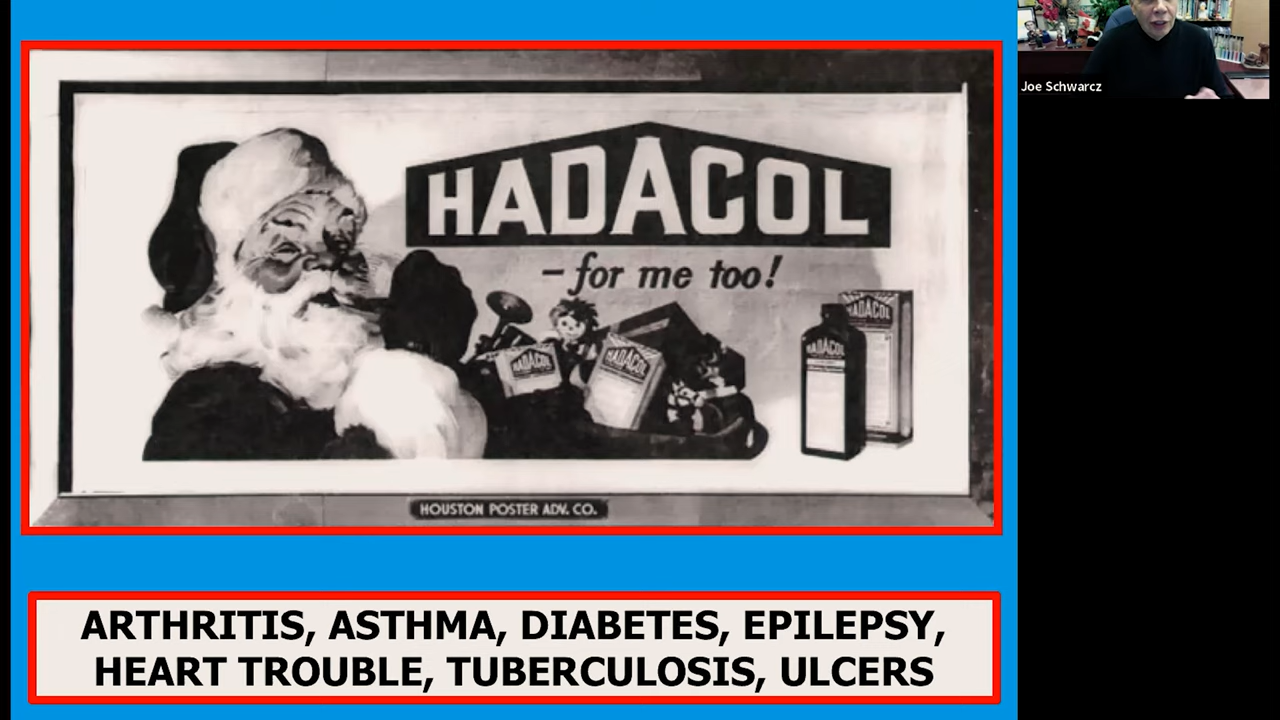 HADACOL
– for me too!
HADACOL
HADACOL
HADACOL
HADACOL
HOUSTON POSTER ADV. CO.
ARTHRITIS, ASTHMA, DIABETES, EPILEPSY,
HEART TROUBLE, TUBERCULOSIS, ULCERS
Joe Schwarcz